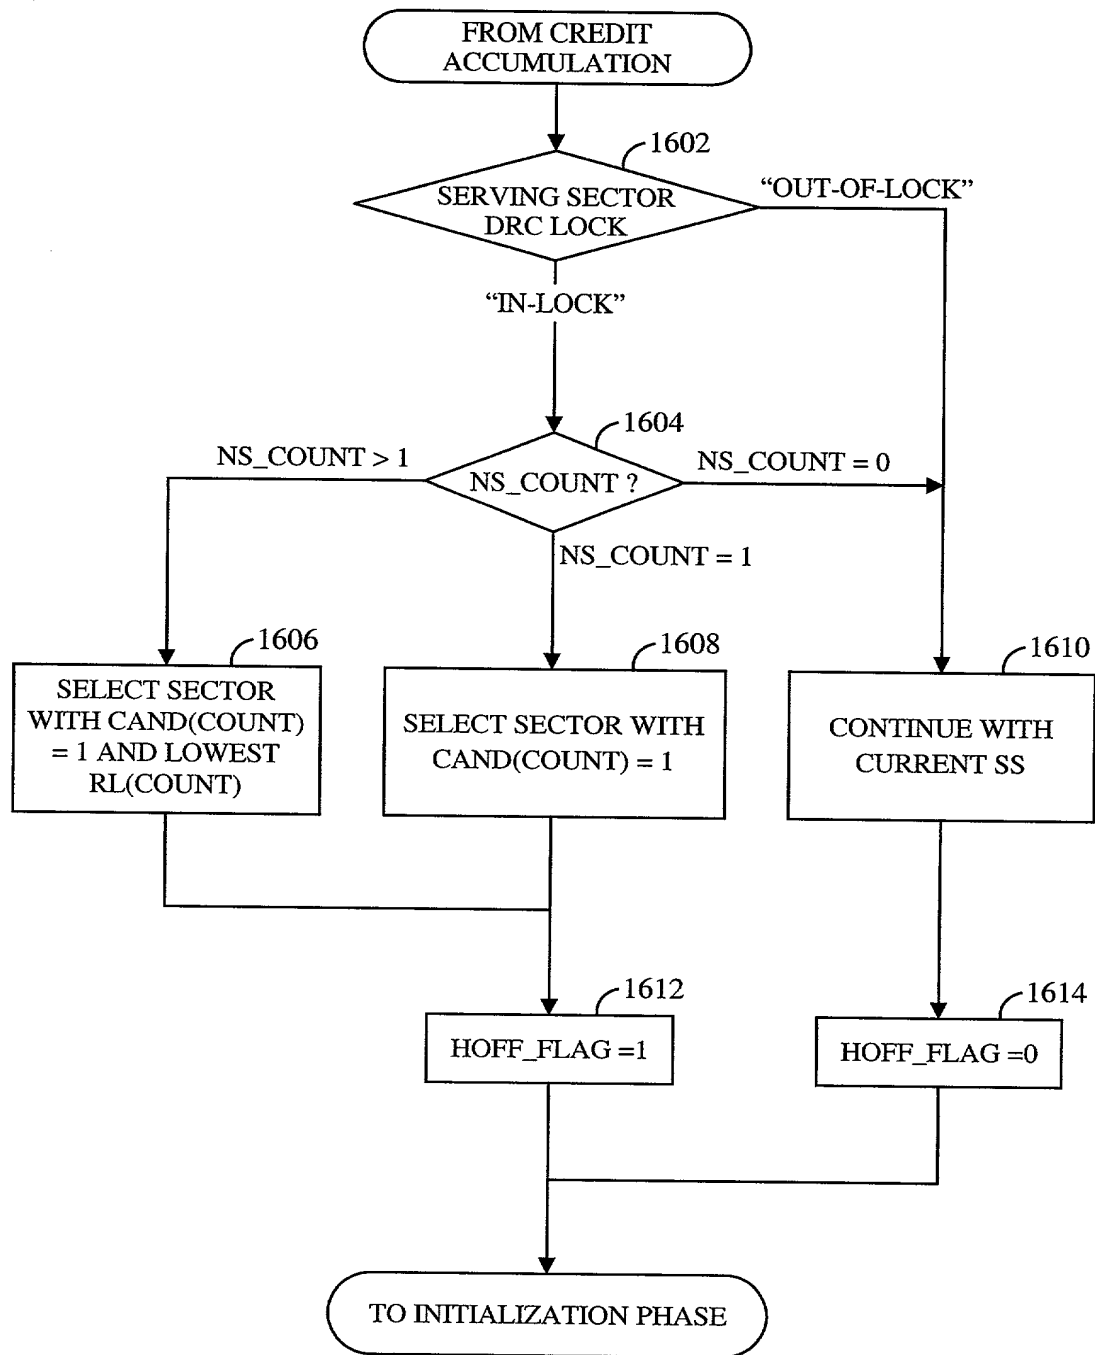 FROM CREDIT
ACCUMULATION
1602
SERVING SECTOR
DRC LOCK
“OUT-OF-LOCK”
“IN-LOCK”
1604
NS_COUNT > 1
NS_COUNT ?
NS_COUNT = 0
NS_COUNT = 1
1606
SELECT SECTOR
WITH CAND(COUNT)
= 1 AND LOWEST
RL(COUNT)
1608
SELECT SECTOR WITH
CAND(COUNT) = 1
1610
CONTINUE WITH
CURRENT SS
1612
HOFF_FLAG =1
1614
HOFF_FLAG =0
TO INITIALIZATION PHASE